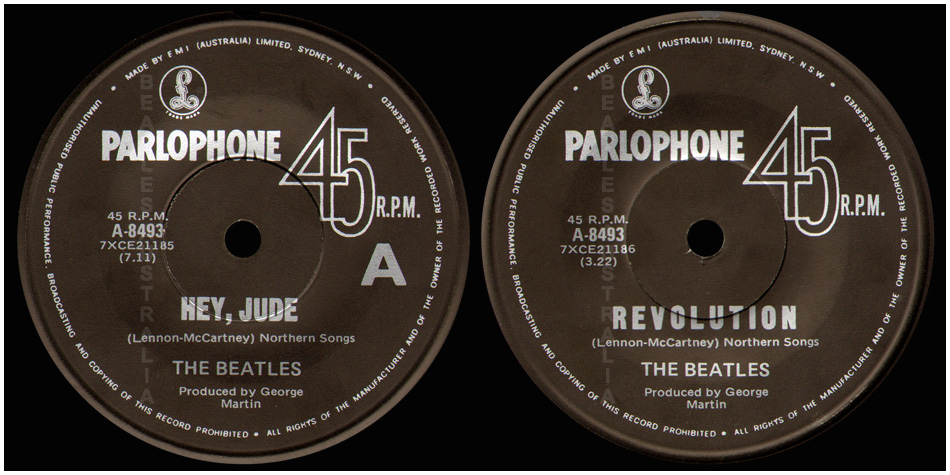 MADE BY F M I (AUSTRALIA) LIMITED, SYDNEY, N.S.W • UNAUTHORISED PUBLIC PERFORMANCE, BROADCASTING AND COPYING OF THIS RECORD PROHIBITED • ALL RIGHTS OF THE MANUFACTURER AND OF THE OWNER OF THE RECORDED WORK RESERVED •
£
TRADE MARK
PARLOPHONE
45 R.P.M.
45 R.P.M.
A-8493
7XCE21185
(7.11)
A
HEY, JUDE
(Lennon-McCartney) Northern Songs
THE BEATLES
Produced by George
Martin
MADE BY F M I (AUSTRALIA) LIMITED, SYDNEY, N.S.W • UNAUTHORISED PUBLIC PERFORMANCE, BROADCASTING AND COPYING OF THIS RECORD PROHIBITED • ALL RIGHTS OF THE MANUFACTURER AND OF THE OWNER OF THE RECORDED WORK RESERVED •
£
TRADE MARK
PARLOPHONE
45 R.P.M.
45 R.P.M.
A-8493
7XCE21186
(3.22)
REVOLUTION
(Lennon-McCartney) Northern Songs
THE BEATLES
Produced by George
Martin